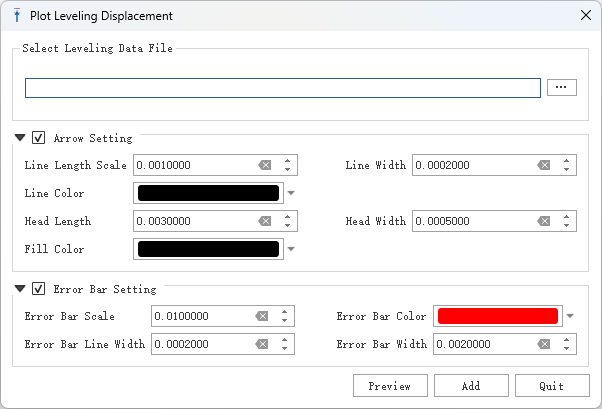 Plot Leveling Displacement
Select Leveling Data File
...
Arrow Setting
Line Length Scale 0.0010000 Line Width 0.0002000
Line Color
Head Length 0.0030000 Head Width 0.0005000
Fill Color
Error Bar Setting
Error Bar Scale 0.0100000 Error Bar Color
Error Bar Line Width 0.0002000 Error Bar Width 0.0020000
Preview Add Quit